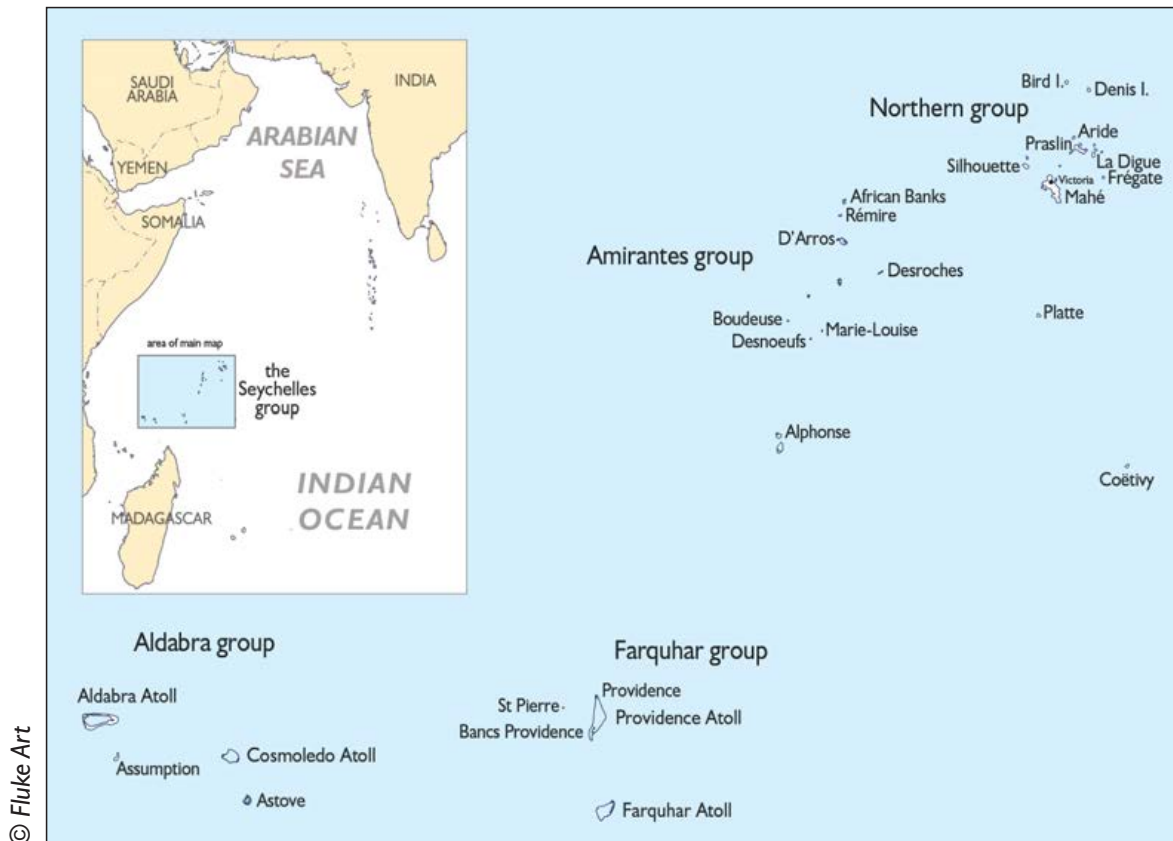 SAUDI
ARABIA
INDIA
ARABIAN
SEA
YEMEN
SOMALIA
area of main map
the
Seychelles
group
INDIAN
OCEAN
MADAGASCAR
Bird I.
Denis I.
Northern group
Aride
Praslin
La Digue
Silhouette
Victoria
Frégate
Mahé
African Banks
Rémire
D'Arros
Amirantes group
Desroches
Platte
Boudeuse
Marie-Louise
Desnoeufs
Alphonse
Coëtivy
Aldabra group
Farquhar group
Aldabra Atoll
Providence
St Pierre
Providence Atoll
Bancs Providence
Cosmoledo Atoll
Assumption
Astove
Farquhar Atoll
© Fluke Art